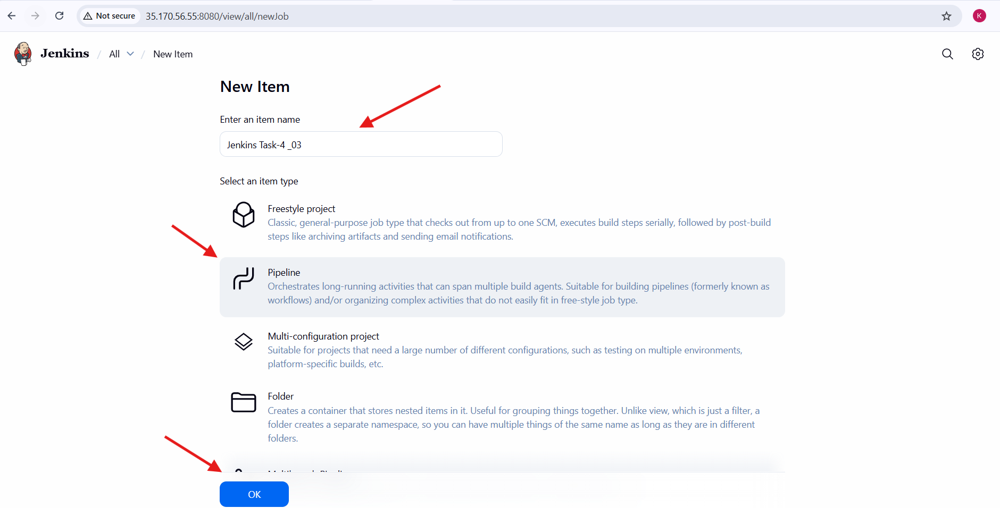 Not secure 35.170.56.55:8080/view/all/newJob K
Jenkins / All / New Item
New Item
Enter an item name
Jenkins Task-4 _03
Select an item type
Freestyle project
Classic, general-purpose job type that checks out from up to one SCM, executes build steps serially, followed by post-build
steps like archiving artifacts and sending email notifications.
Pipeline
Orchestrates long-running activities that can span multiple build agents. Suitable for building pipelines (formerly known as
workflows) and/or organizing complex activities that do not easily fit in free-style job type.
Multi-configuration project
Suitable for projects that need a large number of different configurations, such as testing on multiple environments,
platform-specific builds, etc.
Folder
Creates a container that stores nested items in it. Useful for grouping things together. Unlike view, which is just a filter, a
folder creates a separate namespace, so you can have multiple things of the same name as long as they are in different
folders.
OK